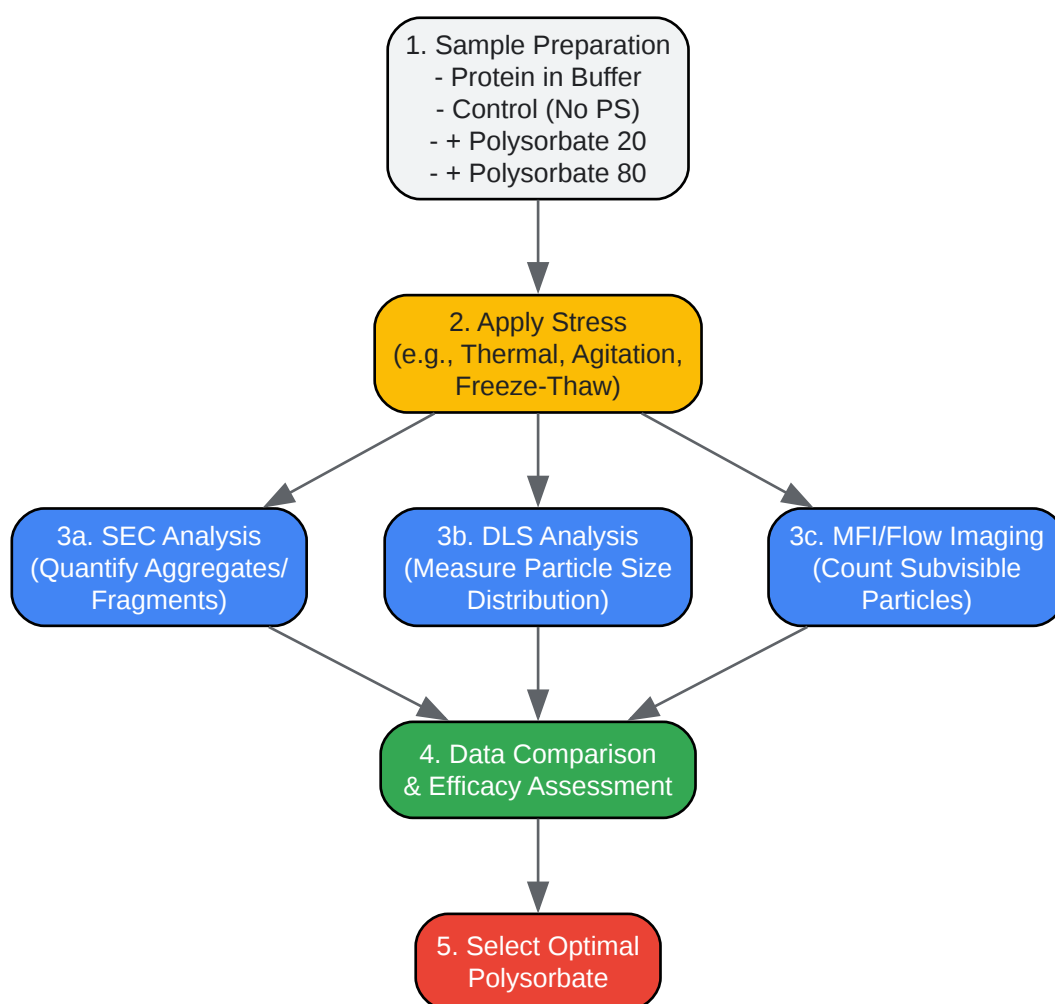 1. Sample Preparation
- Protein in Buffer
- Control (No PS)
- + Polysorbate 20
- + Polysorbate 80
2. Apply Stress
(e.g., Thermal, Agitation,
Freeze-Thaw)
3a. SEC Analysis
(Quantify Aggregates/
Fragments)
3b. DLS Analysis
(Measure Particle Size
Distribution)
3c. MFI/Flow Imaging
(Count Subvisible
Particles)
4. Data Comparison
& Efficacy Assessment
5. Select Optimal
Polysorbate